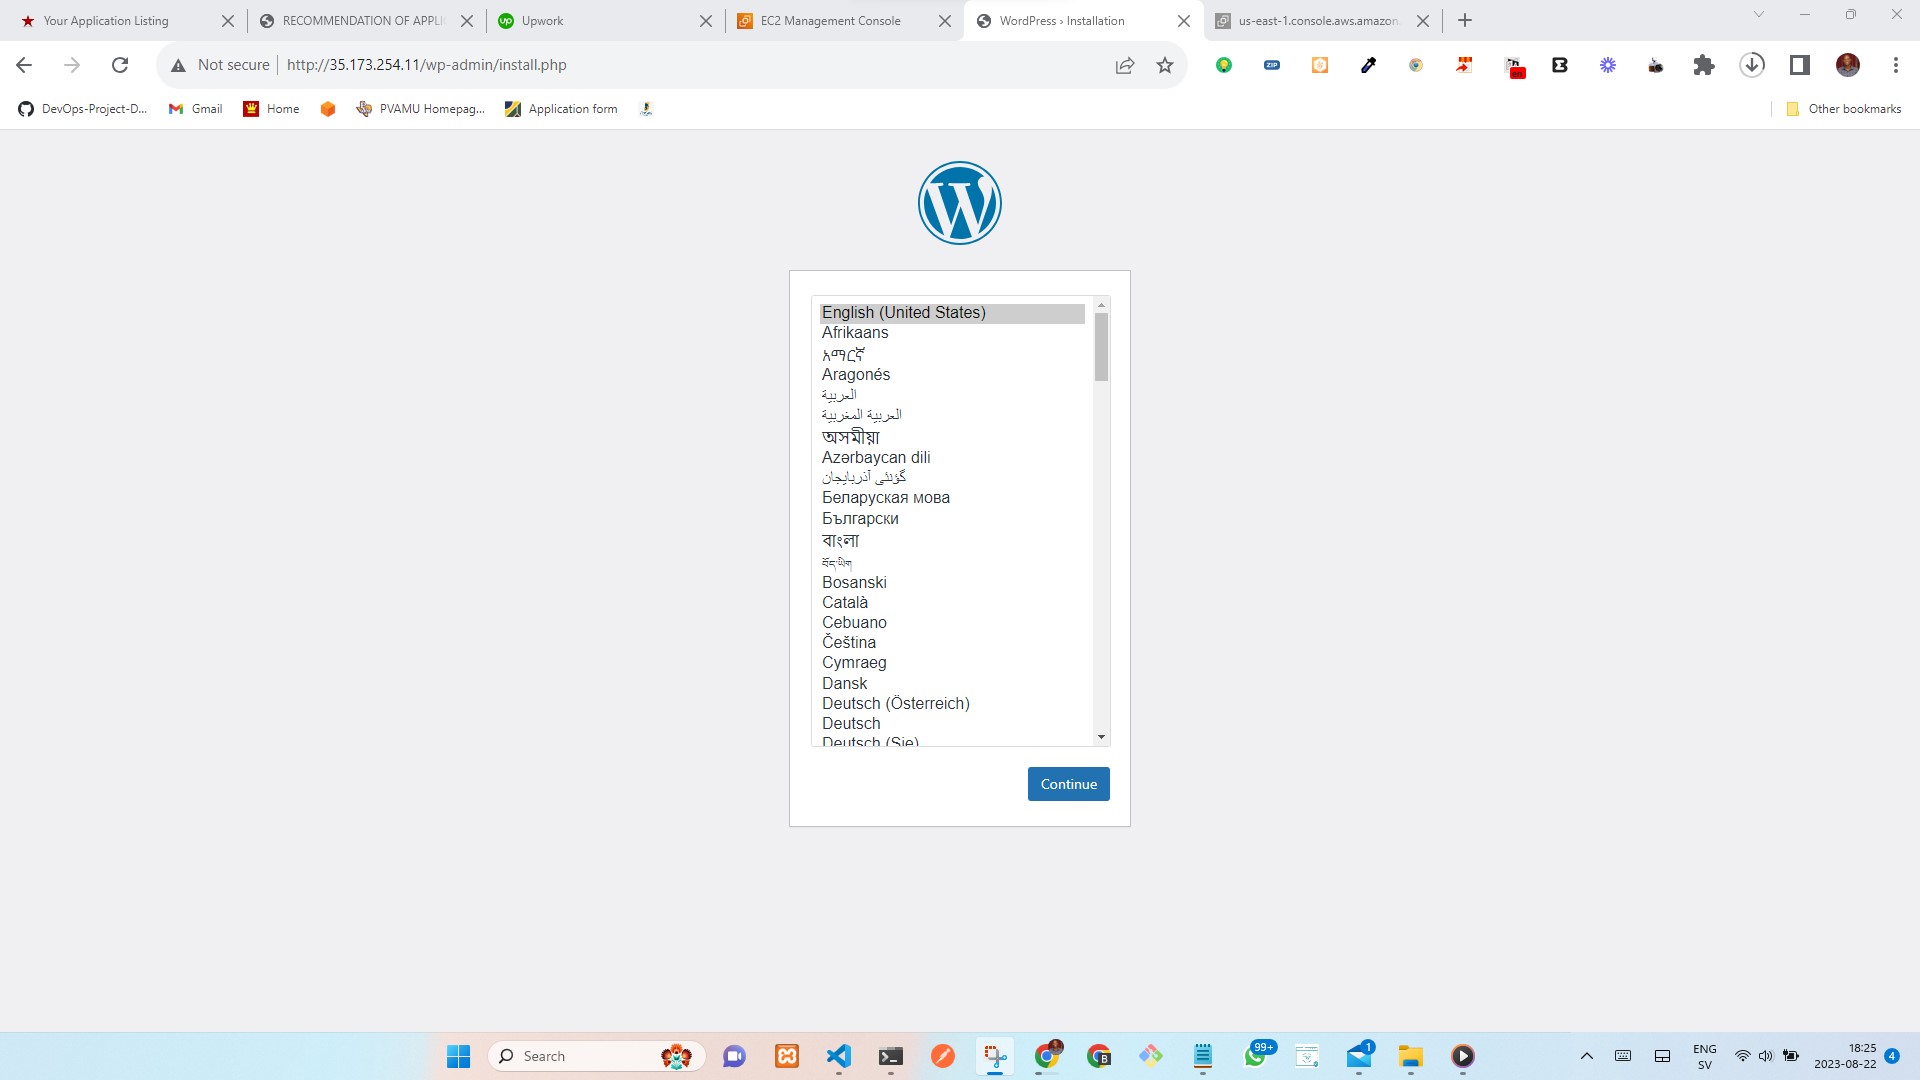 Your Application Listing
RECOMMENDATION OF APPLI
Upwork
EC2 Management Console
WordPress › Installation
us-east-1.console.aws.amazon.
Not secure
http://35.173.254.11/wp-admin/install.php
ZIP
en
DevOps-Project-D...
Gmail
Home
PVAMU Homepag...
Application form
Other bookmarks
English (United States)
Afrikaans
አማርኛ
Aragonés
العربية
العربية المغربية
অসমীয়া
Azərbaycan dili
گؤنئی آذربایجان
Беларуская мова
Български
বাংলা
བོད་ཡིག
Bosanski
Català
Cebuano
Čeština
Cymraeg
Dansk
Deutsch (Österreich)
Deutsch
Deutsch (Sie)
Continue
Search
99+
1
ENG
SV
18:25
2023-08-22
4